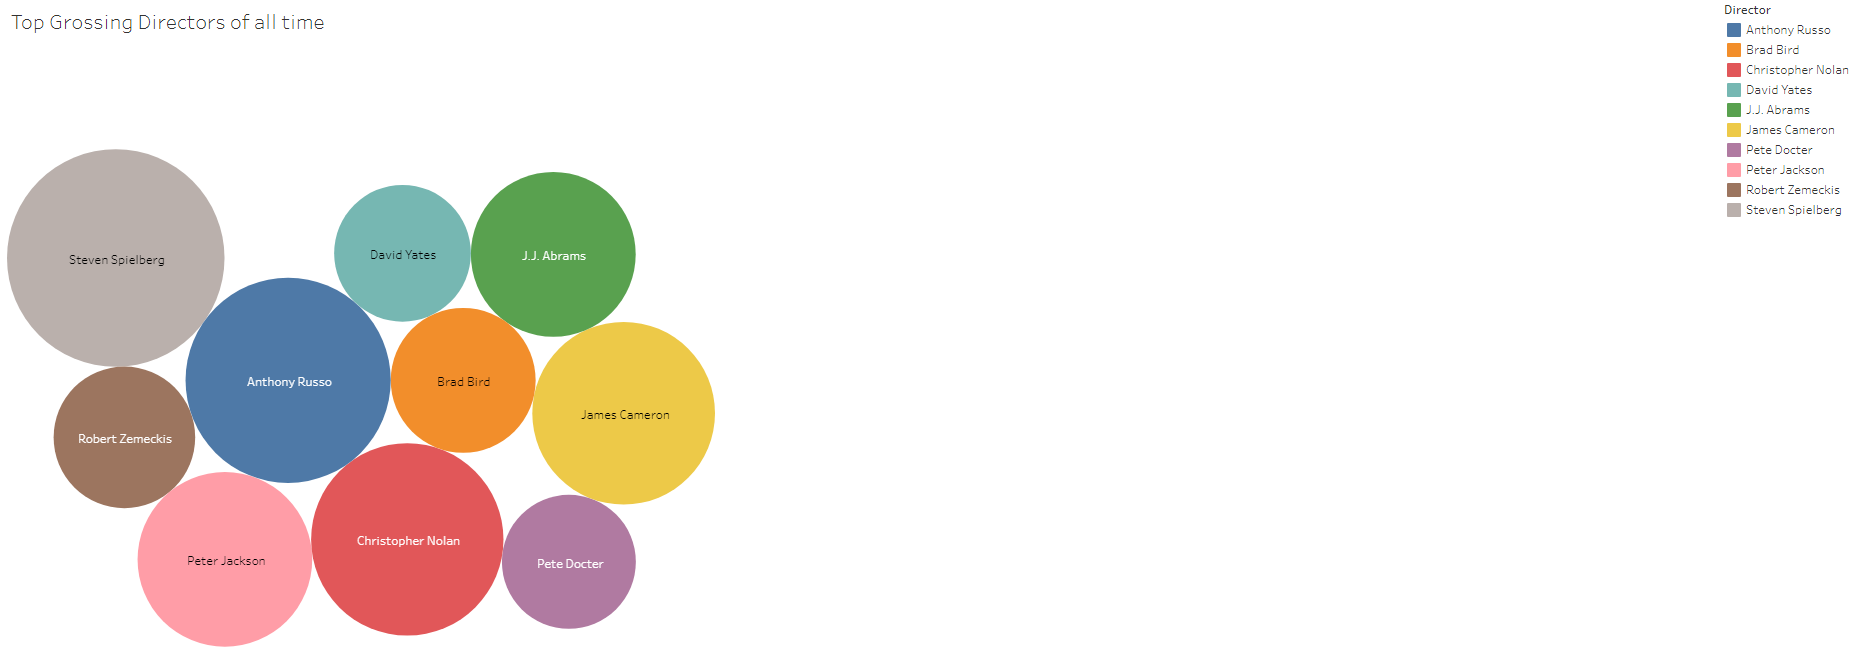 Top Grossing Directors of all time
Director
Anthony Russo
Brad Bird
Christopher Nolan
David Yates
J.J. Abrams
James Cameron
Pete Docter
Peter Jackson
Robert Zemeckis
Steven Spielberg
Steven Spielberg
David Yates
J.J. Abrams
Anthony Russo
Brad Bird
James Cameron
Robert Zemeckis
Christopher Nolan
Peter Jackson
Pete Docter